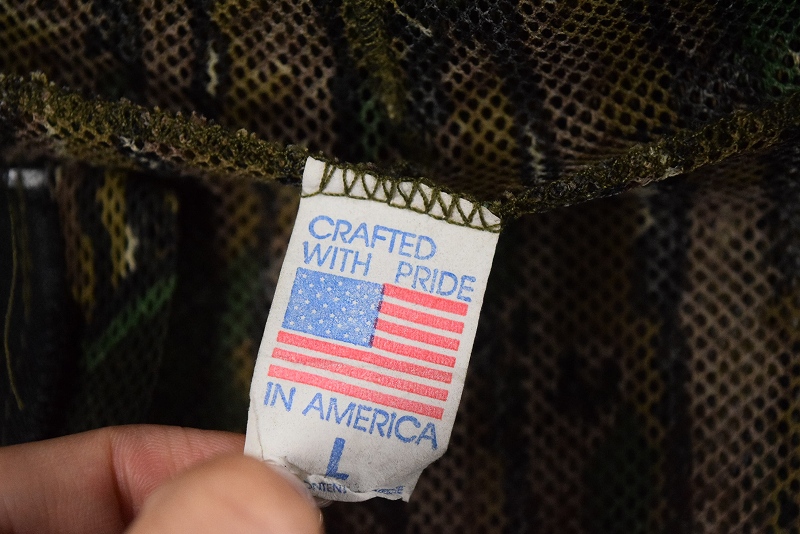 CRAFTED
WITH PRIDE
IN AMERICA
L